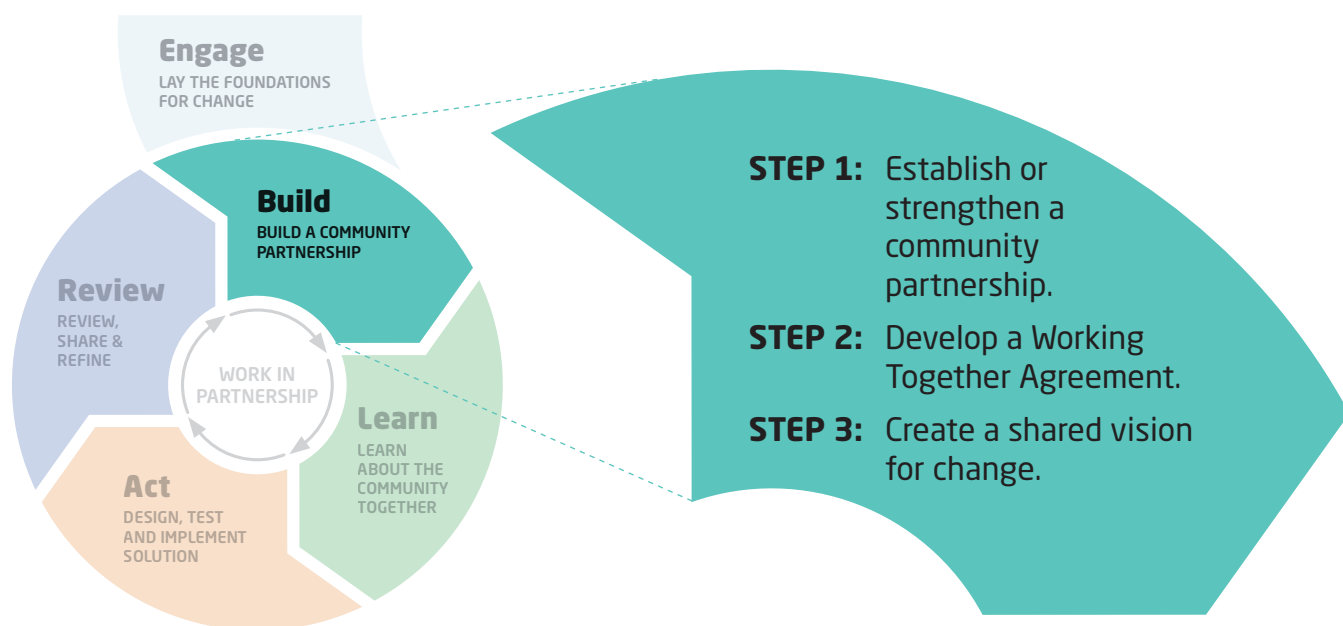 Engage
LAY THE FOUNDATIONS
FOR CHANGE
Build
BUILD A COMMUNITY
PARTNERSHIP
Review
REVIEW,
SHARE &
REFINE
WORK IN
PARTNERSHIP
Learn
LEARN
ABOUT THE
COMMUNITY
TOGETHER
Act
DESIGN, TEST
AND IMPLEMENT
SOLUTION
STEP 1: Establish or
strengthen a
community
partnership.
STEP 2: Develop a Working
Together Agreement.
STEP 3: Create a shared vision
for change.